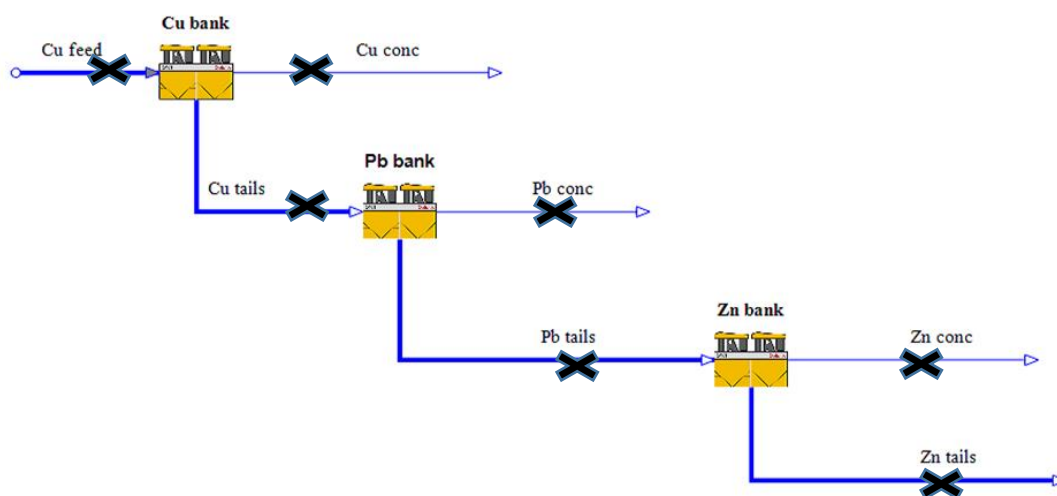 Cu bank
Cu feed
Cu conc
Pb bank
Cu tails
Pb conc
Zn bank
Pb tails
Zn conc
Zn tails